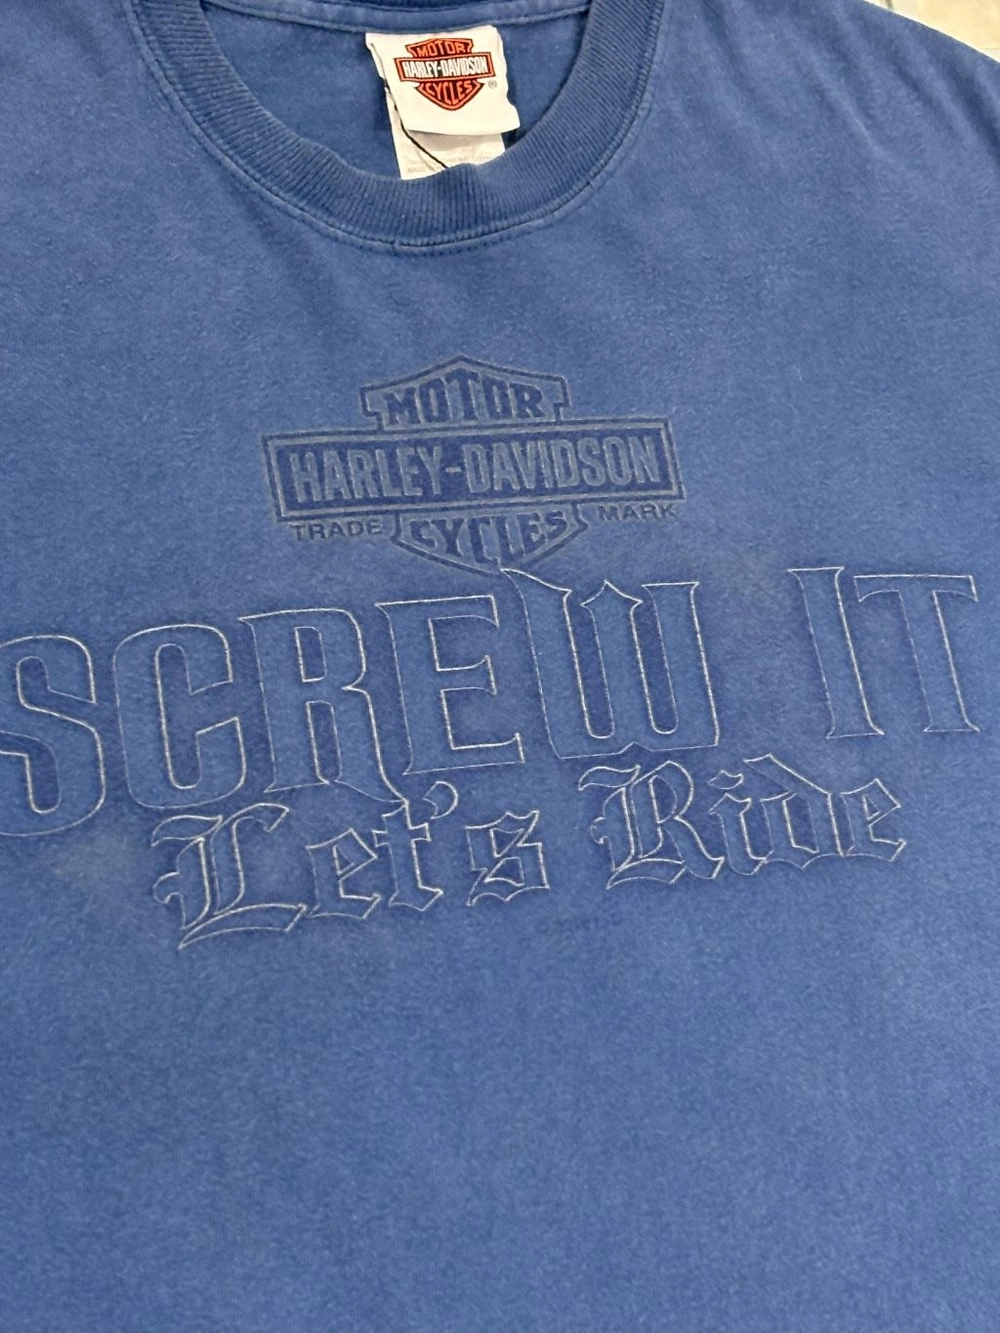 MOTOR
HARLEY-DAVIDSON
CYCLES
®
MOTOR
HARLEY-DAVIDSON
TRADE CYCLES MARK
SCREW IT
Let's Ride